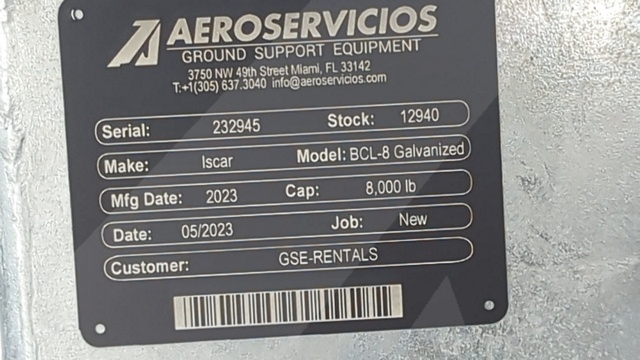 AEROSERVICIOS
GROUND SUPPORT EQUIPMENT
3750 NW 49th Street Miami, FL 33142
T:+1(305) 637.3040 info@aeroservicios.com
Serial: 232945 Stock: 12940
Make: Iscar Model: BCL-8 Galvanized
Mfg Date: 2023 Cap: 8,000 lb
Date: 05/2023 Job: New
Customer: GSE-RENTALS